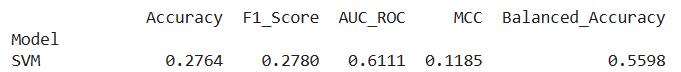 Accuracy F1_Score AUC_ROC MCC Balanced_Accuracy
Model
SVM 0.2764 0.2780 0.6111 0.1185 0.5598